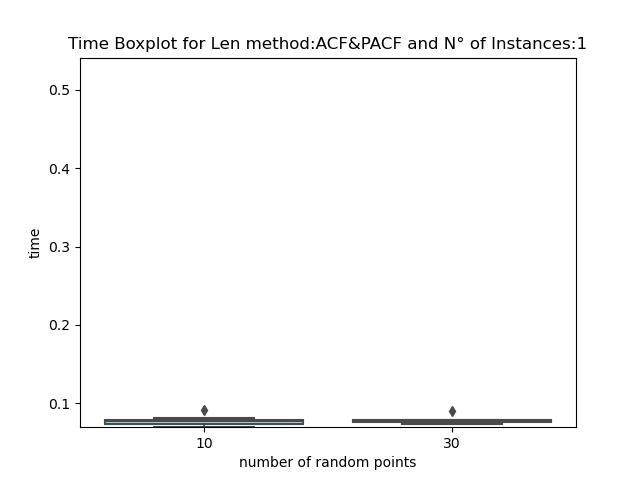 Time Boxplot for Len method:ACF&PACF and N° of Instances:1
0.5
0.4
0.3
0.2
0.1
time
10 30
number of random points